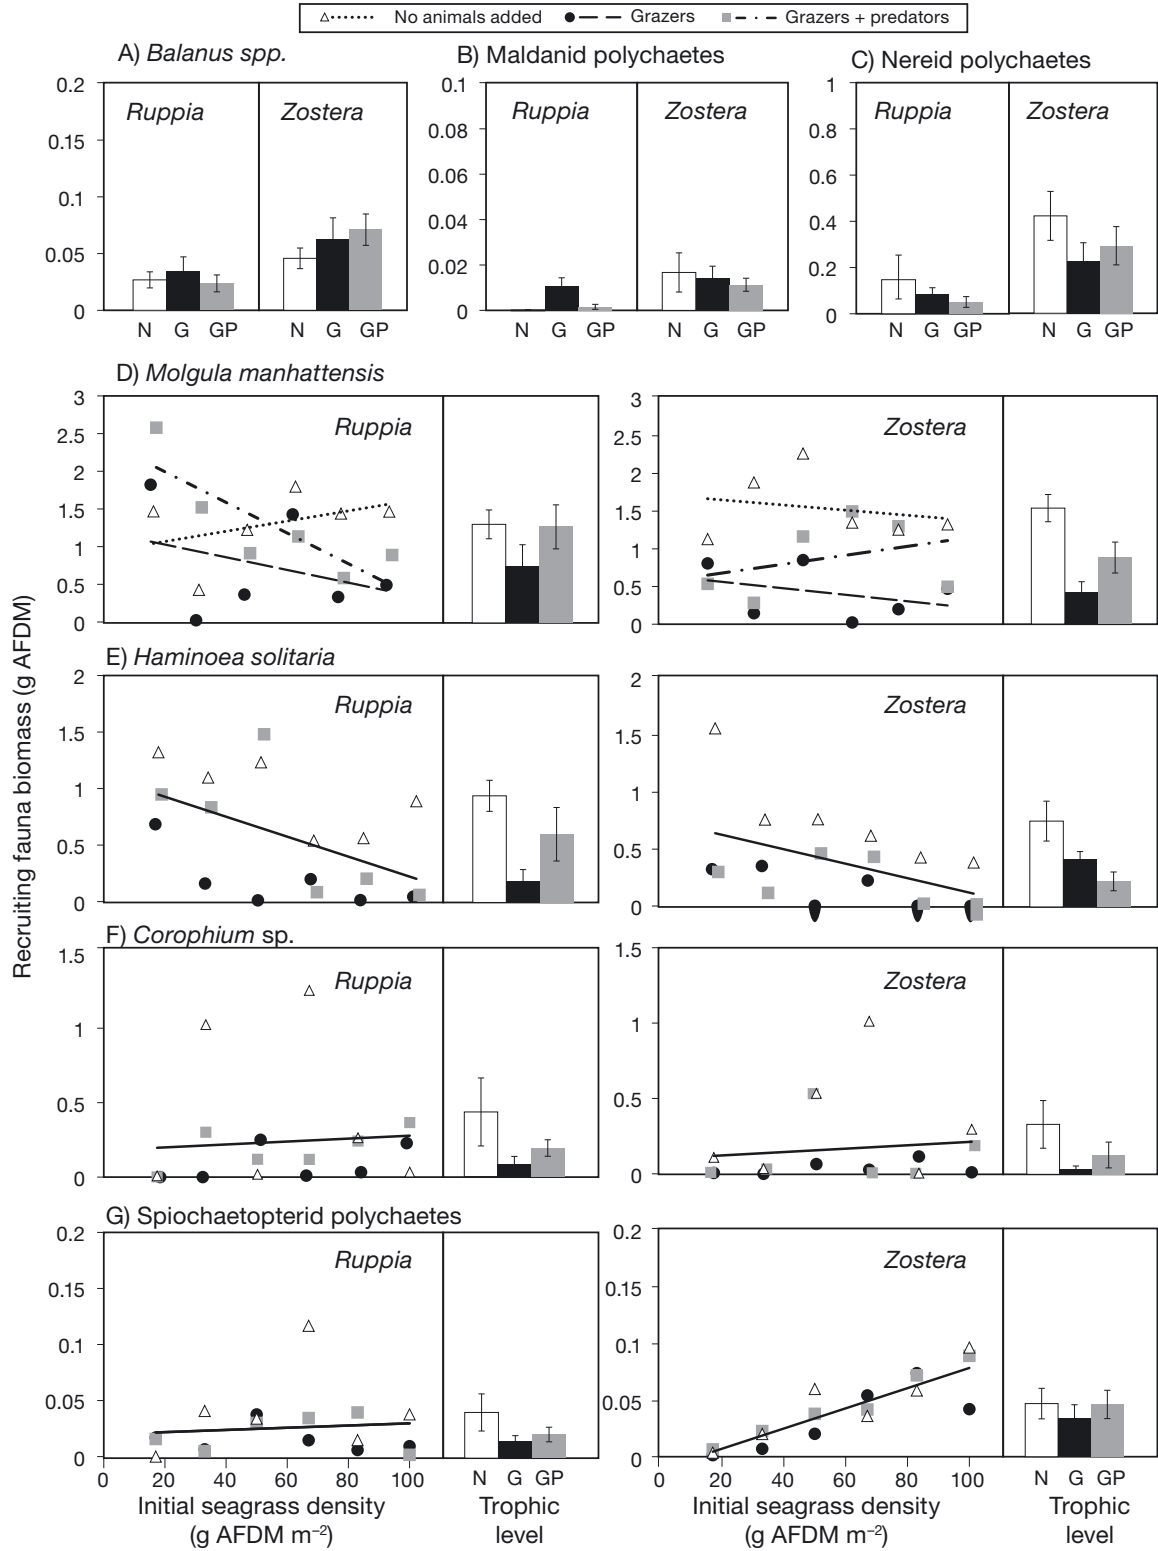 No animals added Grazers Grazers + predators
A) Balanus spp. B) Maldanid polychaetes C) Nereid polychaetes
0.2 Ruppia Zostera 0.1 Ruppia Zostera 1 Ruppia Zostera
0.15 0.08 0.8
0.1 0.06 0.6
0.05 0.04 0.4
0 0.02 0.2
0 0
N G GP N G GP N G GP N G GP N G GP N G GP
D) Molgula manhattensis
3 Ruppia 3 Zostera
2.5 2.5
2 2
1.5 1.5
1 1
0.5 0.5
0 0
Recruiting fauna biomass (g AFDM)
E) Haminoea solitaria
2 Ruppia 2 Zostera
1.5 1.5
1 1
0.5 0.5
0 0
F) Corophium sp.
1.5 Ruppia 1.5 Zostera
1 1
0.5 0.5
0 0
G) Spiochaetopterid polychaetes
0.2 Ruppia 0.2 Zostera
0.15 0.15
0.1 0.1
0.05 0.05
0 0
0 20 40 60 80 100 N G GP 0 20 40 60 80 100 N G GP
Initial seagrass density Trophic Initial seagrass density Trophic
(g AFDM m⁻²) level (g AFDM m⁻²) level